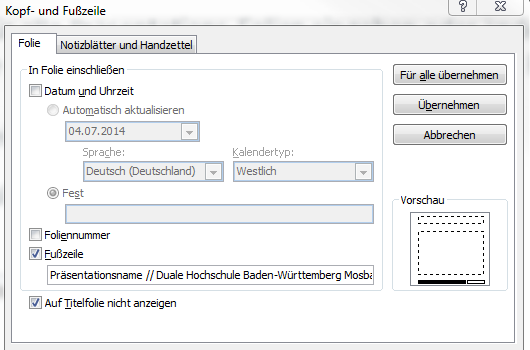 Kopf- und Fußzeile
Folie
Notizblätter und Handzettel
In Folie einschließen
Datum und Uhrzeit
Automatisch aktualisieren
04.07.2014
Sprache:
Kalendertyp:
Deutsch (Deutschland)
Westlich
Fest
Foliennummer
Fußzeile
Präsentationsname // Duale Hochschule Baden-Württemberg Mosba
Auf Titelfolie nicht anzeigen
Für alle übernehmen
Übernehmen
Abbrechen
Vorschau